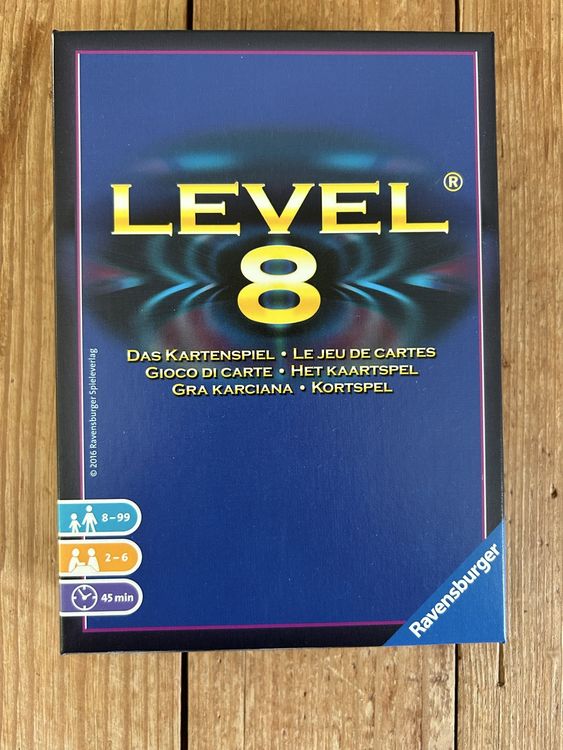 LEVEL®
8
DAS KARTENSPIEL • LE JEU DE CARTES
GIOCO DI CARTE • HET KAARTSPEL
GRA KARCIANA • KORTSPEL
© 2016 Ravensburger Spieleverlag
8–99
2–6
45 min
Ravensburger